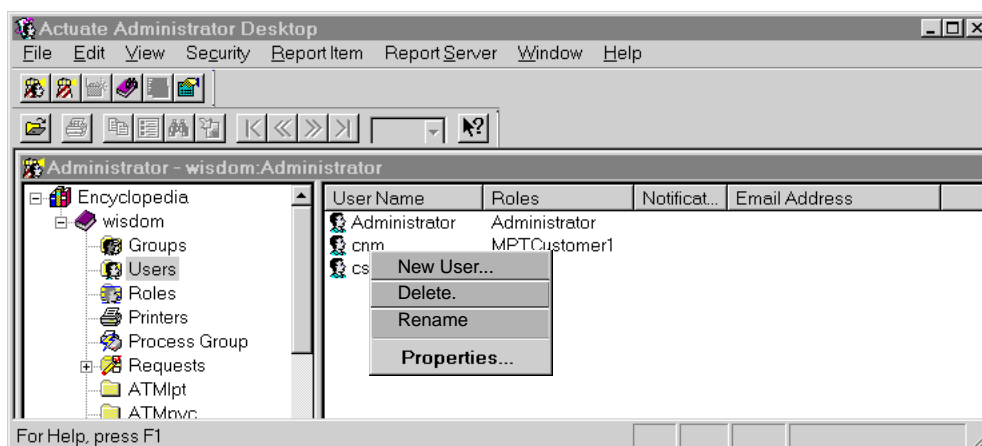 Actuate Administrator Desktop
File Edit View Security Report Item Report Server Window Help
Administrator - wisdom:Administrator
Encyclopedia
wisdom
Groups
Users
Roles
Printers
Process Group
Requests
ATMlpt
ATMpvc
User Name Roles Notificat... Email Address
Administrator Administrator
cnm MPTCustomer1
cs
New User...
Delete.
Rename
Properties...
For Help, press F1